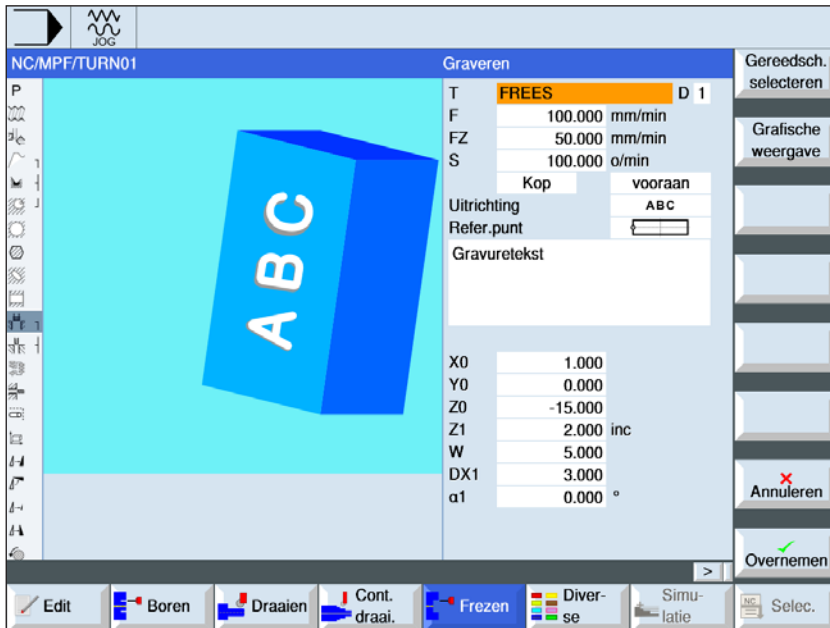 JOG
NC/MPF/TURN01
Graveren
P
T FREES D 1
F 100.000 mm/min
FZ 50.000 mm/min
S 100.000 o/min
Kop vooraan
Uitrichting ABC
Refer.punt
Gravuretekst
X0 1.000
Y0 0.000
Z0 -15.000
Z1 2.000 inc
W 5.000
DX1 3.000
α1 0.000 °
ABC
Gereedsch.
selecteren
Grafische
weergave
Annuleren
Overnemen
>
Edit
Boren
Draaien
Cont.
draai.
Frezen
Diver-
se
Simu-
latie
NC
Selec.